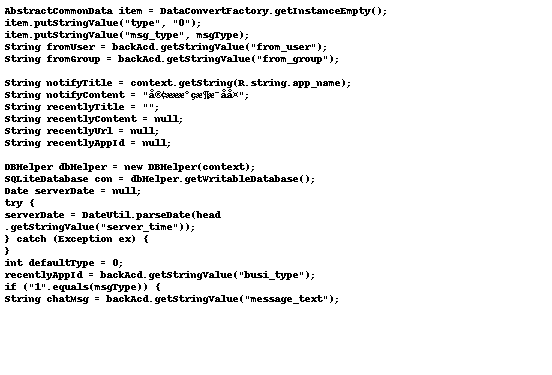 AbstractCommonData item = DataConvertFactory.getInstanceEmpty();
item.putStringValue("type", "0");
item.putStringValue("msg_type", msgType);
String fromUser = backAcd.getStringValue("from_user");
String fromGroup = backAcd.getStringValue("from_group");
String notifyTitle = context.getString(R.string.app_name);
String notifyContent =
String recentlyTitle = "";
String recentlyContent = null;
String recentlyUrl = null;
String recentlyAppId = null;
DBHelper dbHelper = new DBHelper(context);
SQLiteDatabase con = dbHelper.getWritableDatabase();
Date serverDate = null;
try {
serverDate = DateUtil.parseDate(head
.getStringValue("server_time"));
} catch (Exception ex) {
}
int defaultType = 0;
recentlyAppId = backAcd.getStringValue("busi_type");
if ("1".equals(msgType)) {
String chatMsg = backAcd.getStringValue("message_text");